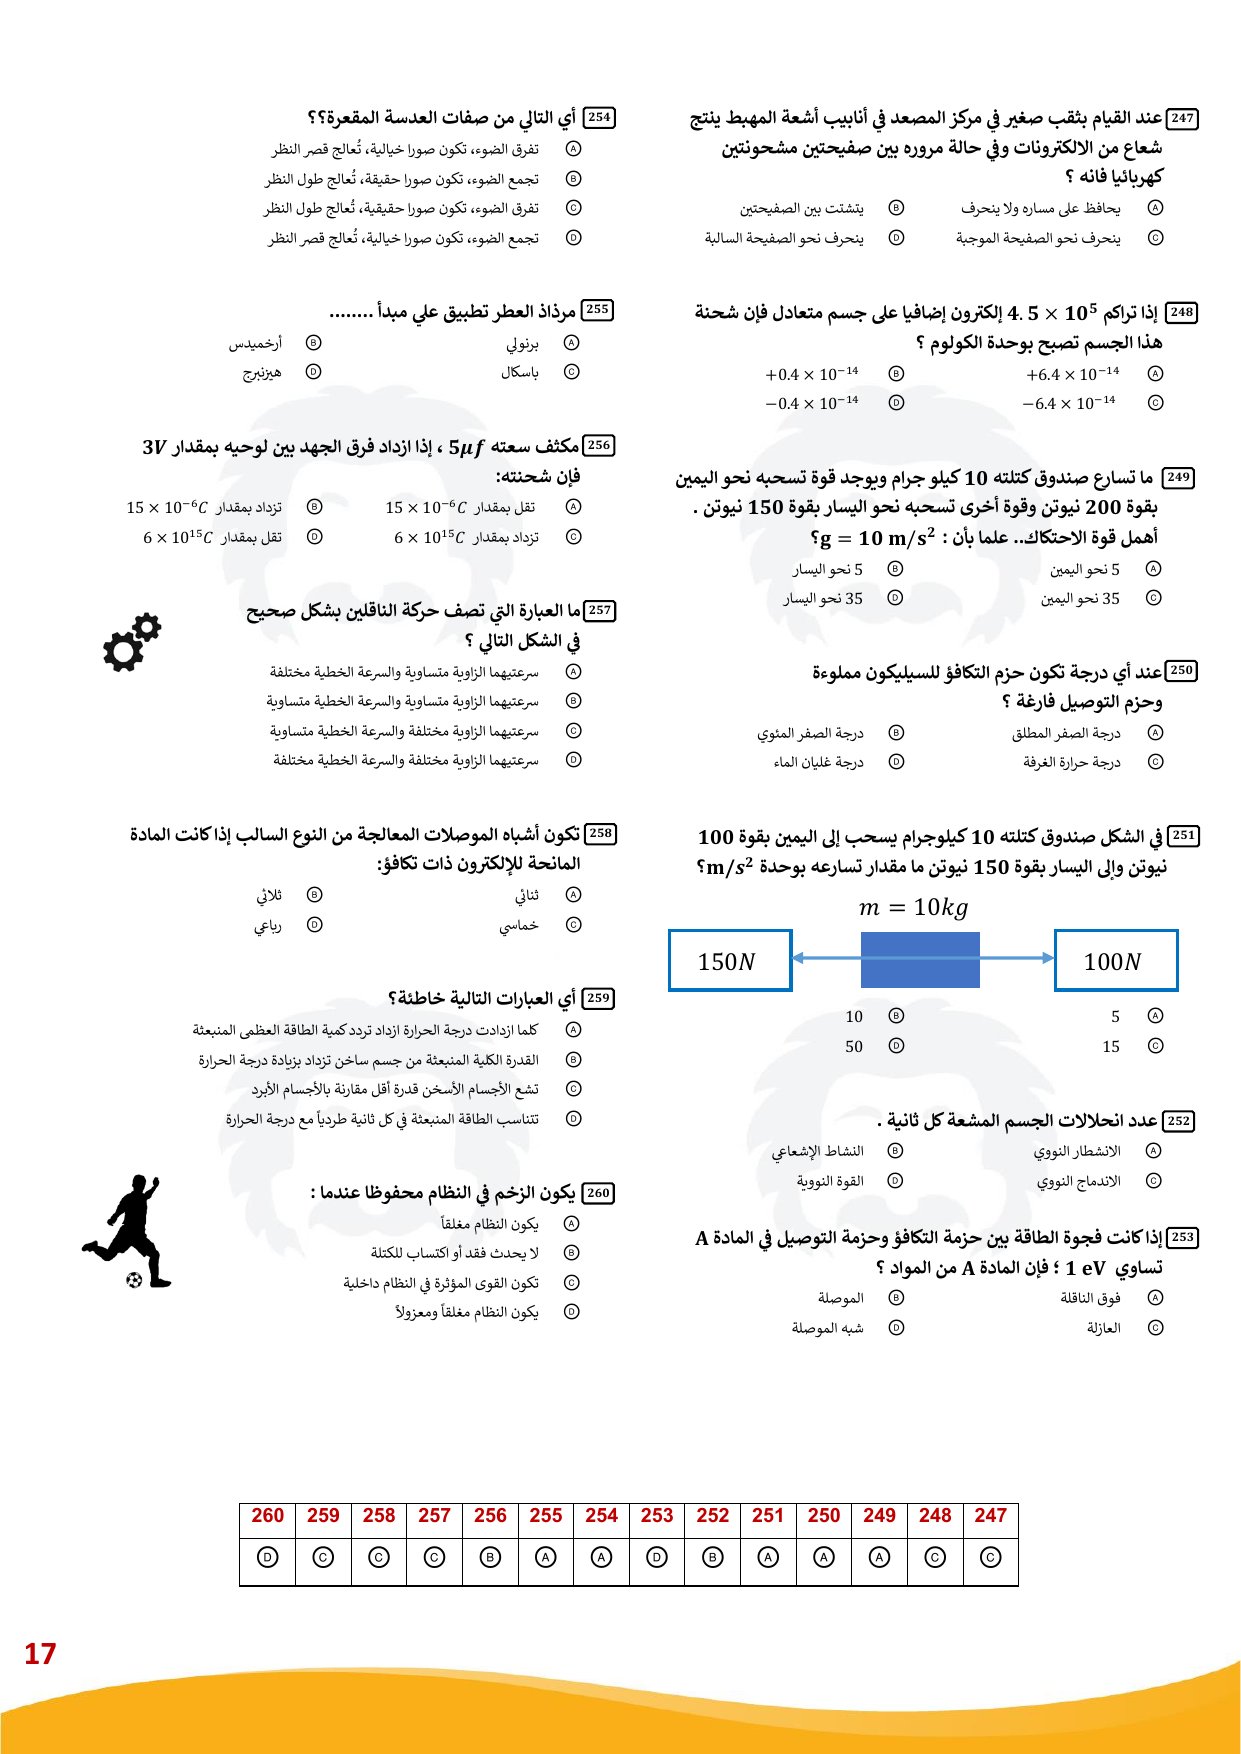 247 عند القيام بثقب صغير في مركز المصعد في أنابيب أشعة المهبط ينتج
شعاع من الالكترونات وفي حالة مروره بين صفيحتين مشحونتين
كهربائيا فانه ؟
Ⓐ يحافظ على مساره ولا ينحرف Ⓑ يتشتت بين الصفيحتين
Ⓒ ينحرف نحو الصفيحة الموجبة Ⓓ ينحرف نحو الصفيحة السالبة
248 إذا تراكم 4.5 × 10⁵ إلكترون إضافيا على جسم متعادل فإن شحنة
هذا الجسم تصبح بوحدة الكولوم ؟
Ⓐ +6.4 × 10⁻¹⁴ Ⓑ +0.4 × 10⁻¹⁴
Ⓒ −6.4 × 10⁻¹⁴ Ⓓ −0.4 × 10⁻¹⁴
249 ما تسارع صندوق كتلته 10 كيلو جرام ويوجد قوة تسحبه نحو اليمين
بقوة 200 نيوتن وقوة أخرى تسحبه نحو اليسار بقوة 150 نيوتن .
أهمل قوة الاحتكاك.. علما بأن : g = 10 m/s²؟
Ⓐ 5 نحو اليمين Ⓑ 5 نحو اليسار
Ⓒ 35 نحو اليمين Ⓓ 35 نحو اليسار
250 عند أي درجة تكون حزم التكافؤ للسيليكون مملوءة
وحزم التوصيل فارغة ؟
Ⓐ درجة الصفر المطلق Ⓑ درجة الصفر المئوي
Ⓒ درجة حرارة الغرفة Ⓓ درجة غليان الماء
251 في الشكل صندوق كتلته 10 كيلوجرام يسحب إلى اليمين بقوة 100
نيوتن وإلى اليسار بقوة 150 نيوتن ما مقدار تسارعه بوحدة m/s²؟
m = 10kg
150N 100N
Ⓐ 5 Ⓑ 10
Ⓒ 15 Ⓓ 50
252 عدد انحلالات الجسم المشعة كل ثانية .
Ⓐ الانشطار النووي Ⓑ النشاط الإشعاعي
Ⓒ الاندماج النووي Ⓓ القوة النووية
253 إذا كانت فجوة الطاقة بين حزمة التكافؤ وحزمة التوصيل في المادة A
تساوي 1 eV ؛ فإن المادة A من المواد ؟
Ⓐ فوق الناقلة Ⓑ الموصلة
Ⓒ العازلة Ⓓ شبه الموصلة
254 أي التالي من صفات العدسة المقعرة؟؟
Ⓐ تفرق الضوء، تكون صورا خيالية، تُعالج قصر النظر
Ⓑ تجمع الضوء، تكون صورا حقيقة، تُعالج طول النظر
Ⓒ تفرق الضوء، تكون صورا حقيقية، تُعالج طول النظر
Ⓓ تجمع الضوء، تكون صورا خيالية، تُعالج قصر النظر
255 مرذاذ العطر تطبيق علي مبدأ ........
Ⓐ برنولي Ⓑ أرخميدس
Ⓒ باسكال Ⓓ هيزنبرج
256 مكثف سعته 5μf ، إذا ازداد فرق الجهد بين لوحيه بمقدار 3V
فإن شحنته:
Ⓐ تقل بمقدار 15 × 10⁻⁶C Ⓑ تزداد بمقدار 15 × 10⁻⁶C
Ⓒ تزداد بمقدار 6 × 10¹⁵C Ⓓ تقل بمقدار 6 × 10¹⁵C
257 ما العبارة التي تصف حركة الناقلين بشكل صحيح
في الشكل التالي ؟
Ⓐ سرعتيهما الزاوية متساوية والسرعة الخطية مختلفة
Ⓑ سرعتيهما الزاوية متساوية والسرعة الخطية متساوية
Ⓒ سرعتيهما الزاوية مختلفة والسرعة الخطية متساوية
Ⓓ سرعتيهما الزاوية مختلفة والسرعة الخطية مختلفة
258 تكون أشباه الموصلات المعالجة من النوع السالب إذا كانت المادة
المانحة للإلكترون ذات تكافؤ:
Ⓐ ثنائي Ⓑ ثلاثي
Ⓒ خماسي Ⓓ رباعي
259 أي العبارات التالية خاطئة؟
Ⓐ كلما ازدادت درجة الحرارة ازداد تردد كمية الطاقة العظمى المنبعثة
Ⓑ القدرة الكلية المنبعثة من جسم ساخن تزداد بزيادة درجة الحرارة
Ⓒ تشع الأجسام الأسخن قدرة أقل مقارنة بالأجسام الأبرد
Ⓓ تتناسب الطاقة المنبعثة في كل ثانية طردياً مع درجة الحرارة
260 يكون الزخم في النظام محفوظا عندما :
Ⓐ يكون النظام مغلقاً
Ⓑ لا يحدث فقد أو اكتساب للكتلة
Ⓒ تكون القوى المؤثرة في النظام داخلية
Ⓓ يكون النظام مغلقاً ومعزولاً
260 259 258 257 256 255 254 253 252 251 250 249 248 247
Ⓓ Ⓒ Ⓒ Ⓒ Ⓑ Ⓐ Ⓐ Ⓓ Ⓑ Ⓐ Ⓐ Ⓐ Ⓒ Ⓒ
17